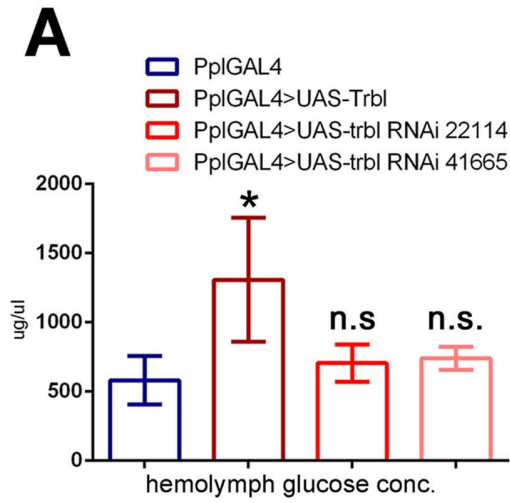 A
PplGAL4
PplGAL4>UAS-Trbl
PplGAL4>UAS-trbl RNAi 22114
PplGAL4>UAS-trbl RNAi 41665
2000
1500
1000
500
0
ug/ul
*
n.s
n.s.
hemolymph glucose conc.